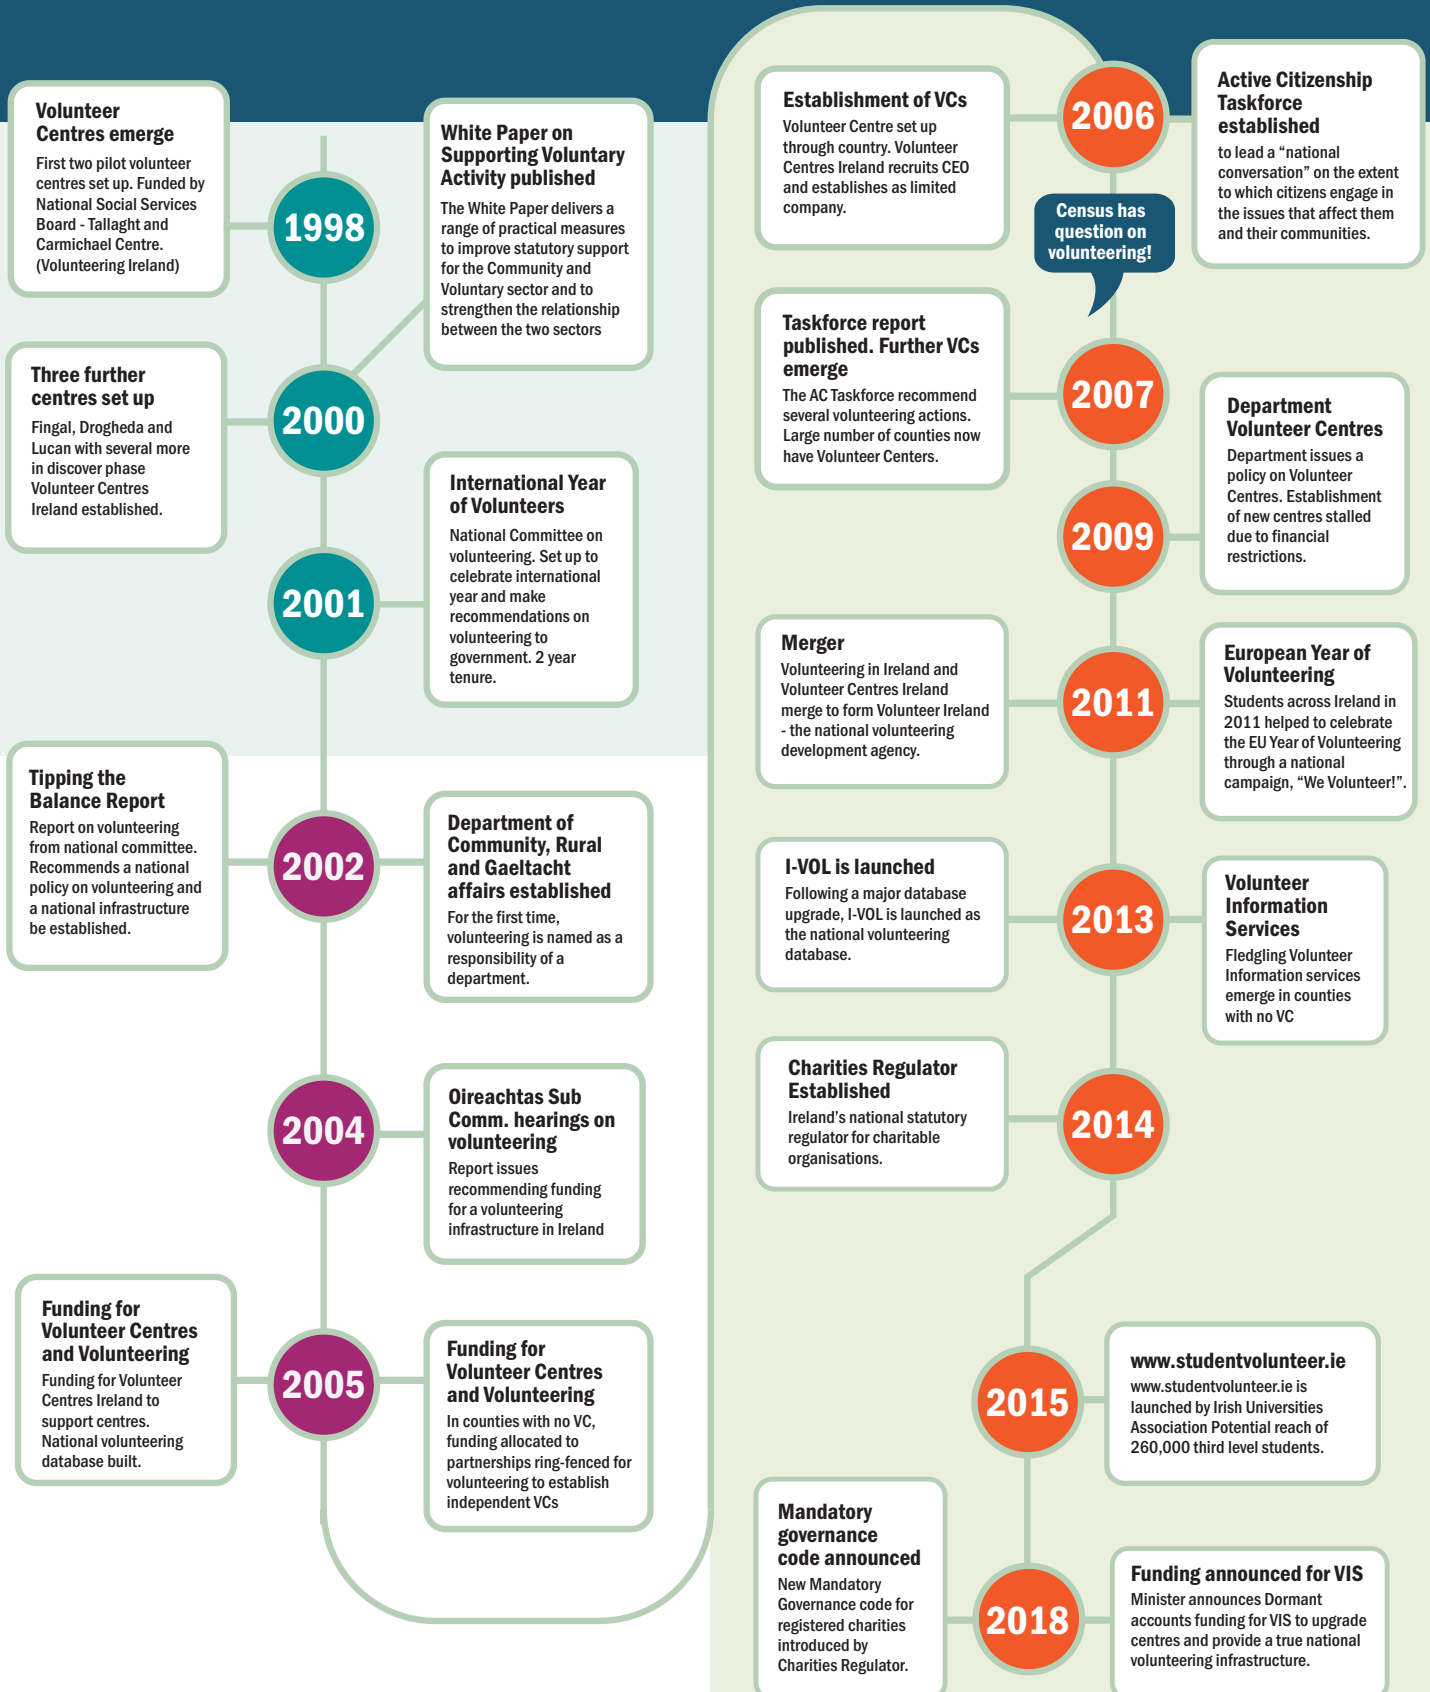 Volunteer
Centres emerge
First two pilot volunteer
centres set up. Funded by
National Social Services
Board - Tallaght and
Carmichael Centre.
(Volunteering Ireland)
1998
White Paper on
Supporting Voluntary
Activity published
The White Paper delivers a
range of practical measures
to improve statutory support
for the Community and
Voluntary sector and to
strengthen the relationship
between the two sectors
Three further
centres set up
Fingal, Drogheda and
Lucan with several more
in discover phase
Volunteer Centres
Ireland established.
2000
International Year
of Volunteers
National Committee on
volunteering. Set up to
celebrate international
year and make
recommendations on
volunteering to
government. 2 year
tenure.
2001
Tipping the
Balance Report
Report on volunteering
from national committee.
Recommends a national
policy on volunteering and
a national infrastructure
be established.
2002
Department of
Community, Rural
and Gaeltacht
affairs established
For the first time,
volunteering is named as a
responsibility of a
department.
2004
Oireachtas Sub
Comm. hearings on
volunteering
Report issues
recommending funding
for a volunteering
infrastructure in Ireland
Funding for
Volunteer Centres
and Volunteering
Funding for Volunteer
Centres Ireland to
support centres.
National volunteering
database built.
2005
Funding for
Volunteer Centres
and Volunteering
In counties with no VC,
funding allocated to
partnerships ring-fenced for
volunteering to establish
independent VCs
Establishment of VCs
Volunteer Centre set up
through country. Volunteer
Centres Ireland recruits CEO
and establishes as limited
company.
2006
Active Citizenship
Taskforce
established
to lead a “national
conversation” on the extent
to which citizens engage in
the issues that affect them
and their communities.
Census has
question on
volunteering!
Taskforce report
published. Further VCs
emerge
The AC Taskforce recommend
several volunteering actions.
Large number of counties now
have Volunteer Centers.
2007
Department
Volunteer Centres
Department issues a
policy on Volunteer
Centres. Establishment
of new centres stalled
due to financial
restrictions.
2009
Merger
Volunteering in Ireland and
Volunteer Centres Ireland
merge to form Volunteer Ireland
- the national volunteering
development agency.
2011
European Year of
Volunteering
Students across Ireland in
2011 helped to celebrate
the EU Year of Volunteering
through a national
campaign, “We Volunteer!”.
I-VOL is launched
Following a major database
upgrade, I-VOL is launched as
the national volunteering
database.
2013
Volunteer
Information
Services
Fledgling Volunteer
Information services
emerge in counties
with no VC
Charities Regulator
Established
Ireland’s national statutory
regulator for charitable
organisations.
2014
2015
www.studentvolunteer.ie
www.studentvolunteer.ie is
launched by Irish Universities
Association Potential reach of
260,000 third level students.
Mandatory
governance
code announced
New Mandatory
Governance code for
registered charities
introduced by
Charities Regulator.
2018
Funding announced for VIS
Minister announces Dormant
accounts funding for VIS to upgrade
centres and provide a true national
volunteering infrastructure.